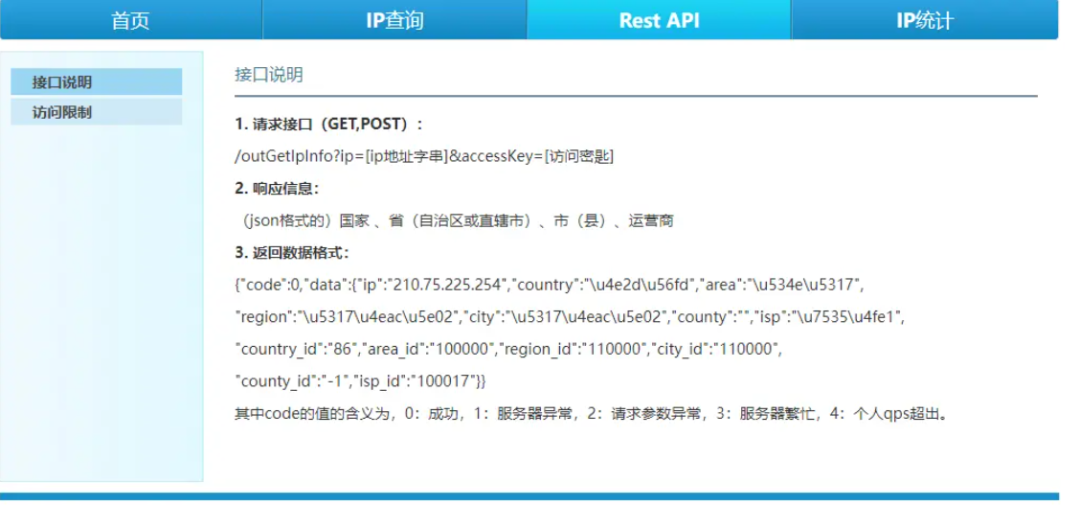 首页
IP查询
Rest API
IP统计
接口说明
访问限制
接口说明
1. 请求接口（GET,POST）：
/outGetIpInfo?ip=[ip地址字串]&accessKey=[访问密匙]
2. 响应信息：
（json格式的）国家 、省（自治区或直辖市）、市（县）、运营商
3. 返回数据格式：
{"code":0,"data":{"ip":"210.75.225.254","country":"\u4e2d\u56fd","area":"\u534e\u5317",
"region":"\u5317\u4eac\u5e02","city":"\u5317\u4eac\u5e02","county":"","isp":"\u7535\u4fe1",
"country_id":"86","area_id":"100000","region_id":"110000","city_id":"110000",
"county_id":"-1","isp_id":"100017"}}
其中code的值的含义为，0：成功，1：服务器异常，2：请求参数异常，3：服务器繁忙，4：个人qps超出。